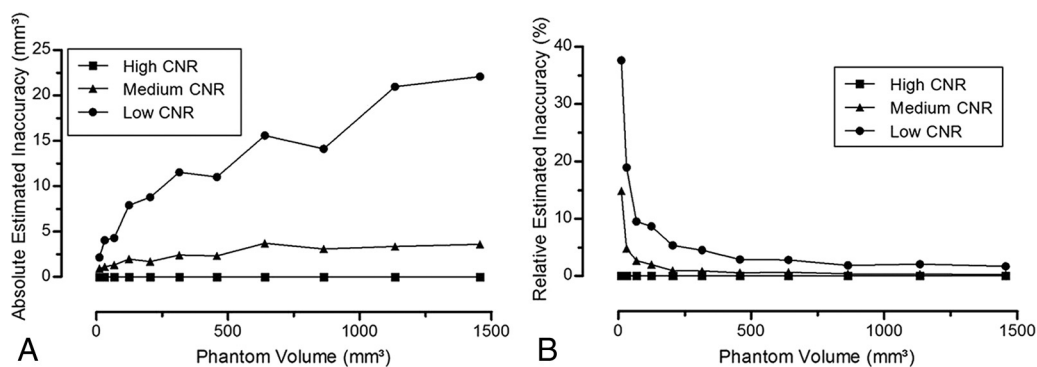 Absolute Estimated Inaccuracy (mm³)
25
20
15
10
5
0
High CNR
Medium CNR
Low CNR
0
500
1000
1500
Phantom Volume (mm³)
A
Relative Estimated Inaccuracy (%)
40
30
20
10
0
High CNR
Medium CNR
Low CNR
0
500
1000
1500
Phantom Volume (mm³)
B